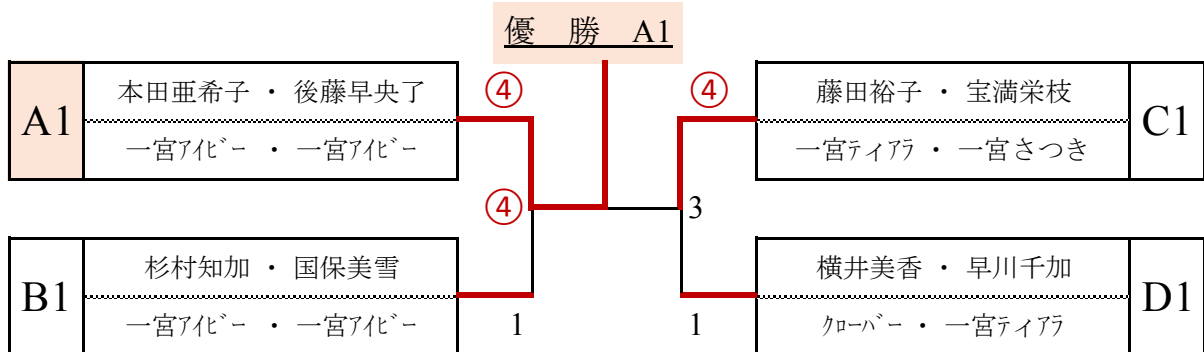 優 勝 A1
A1 本田亜希子 ・ 後藤早央了 ④ ④ 藤田裕子 ・ 宝満栄枝 C1
一宮ｱｲﾋﾞｰ ・ 一宮ｱｲﾋﾞｰ 一宮ティアラ ・ 一宮さつき
④ 3
B1 杉村知加 ・ 国保美雪 横井美香 ・ 早川千加 D1
一宮ｱｲﾋﾞｰ ・ 一宮ｱｲﾋﾞｰ 1 1 ｸﾛｰﾊﾞｰ ・ 一宮ティアラ